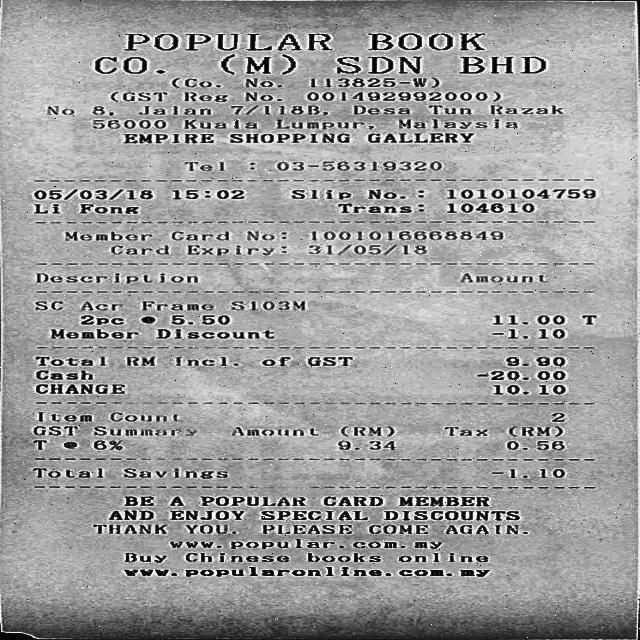 POPULAR BOOK
CO. (M) SDN BHD
(Co. No. 113825-W)
(GST Reg No. 001492992000)
No 8, Jalan 7/118B, Desa Tun Razak
56000 Kuala Lumpur, Malaysia
EMPIRE SHOPPING GALLERY
Tel : 03-56319320
05/03/18 15:02 Slip No.: 1010104759
Li Fong Trans: 104610
Member Card No: 1001016668849
Card Expiry: 31/05/18
Description Amount
SC Acr Frame S103M
2pc @ 5.50 11.00 T
Member Discount -1.10
Total RM Incl. of GST 9.90
Cash -20.00
CHANGE 10.10
Item Count 2
GST Summary Amount (RM) Tax (RM)
T @ 6% 9.34 0.56
Total Savings -1.10
BE A POPULAR CARD MEMBER
AND ENJOY SPECIAL DISCOUNTS
THANK YOU. PLEASE COME AGAIN.
www.popular.com.my
Buy Chinese books online
www.popularonline.com.my